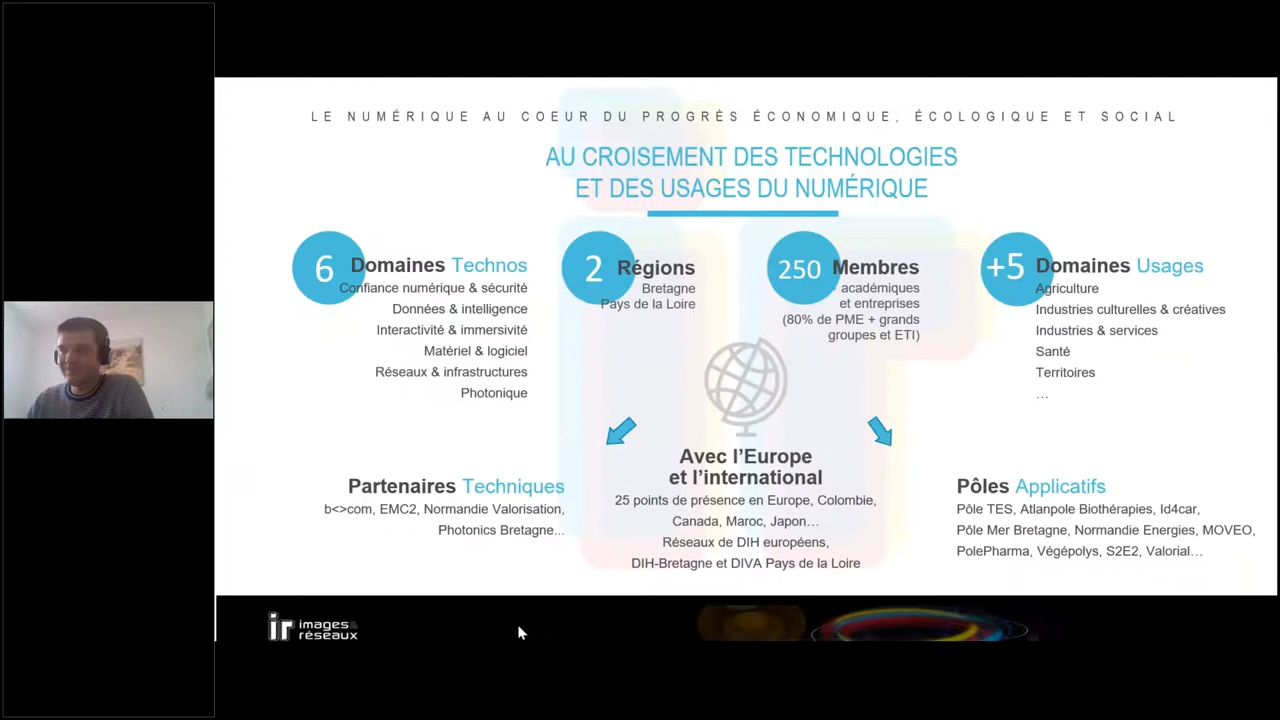 LE NUMÉRIQUE AU COEUR DU PROGRÈS ÉCONOMIQUE, ÉCOLOGIQUE ET SOCIAL
AU CROISEMENT DES TECHNOLOGIES
ET DES USAGES DU NUMÉRIQUE
6 Domaines Technos
Confiance numérique & sécurité
Données & intelligence
Interactivité & immersivité
Matériel & logiciel
Réseaux & infrastructures
Photonique
2 Régions
Bretagne
Pays de la Loire
250 Membres
académiques
et entreprises
(80% de PME + grands
groupes et ETI)
+5 Domaines Usages
Agriculture
Industries culturelles & créatives
Industries & services
Santé
Territoires
…
Partenaires Techniques
b<>com, EMC2, Normandie Valorisation,
Photonics Bretagne...
Avec l’Europe
et l’international
25 points de présence en Europe, Colombie,
Canada, Maroc, Japon…
Réseaux de DIH européens,
DIH-Bretagne et DIVA Pays de la Loire
Pôles Applicatifs
Pôle TES, Atlanpole Biothérapies, Id4car,
Pôle Mer Bretagne, Normandie Energies, MOVEO,
PolePharma, Végépolys, S2E2, Valorial…
ir images &
réseaux